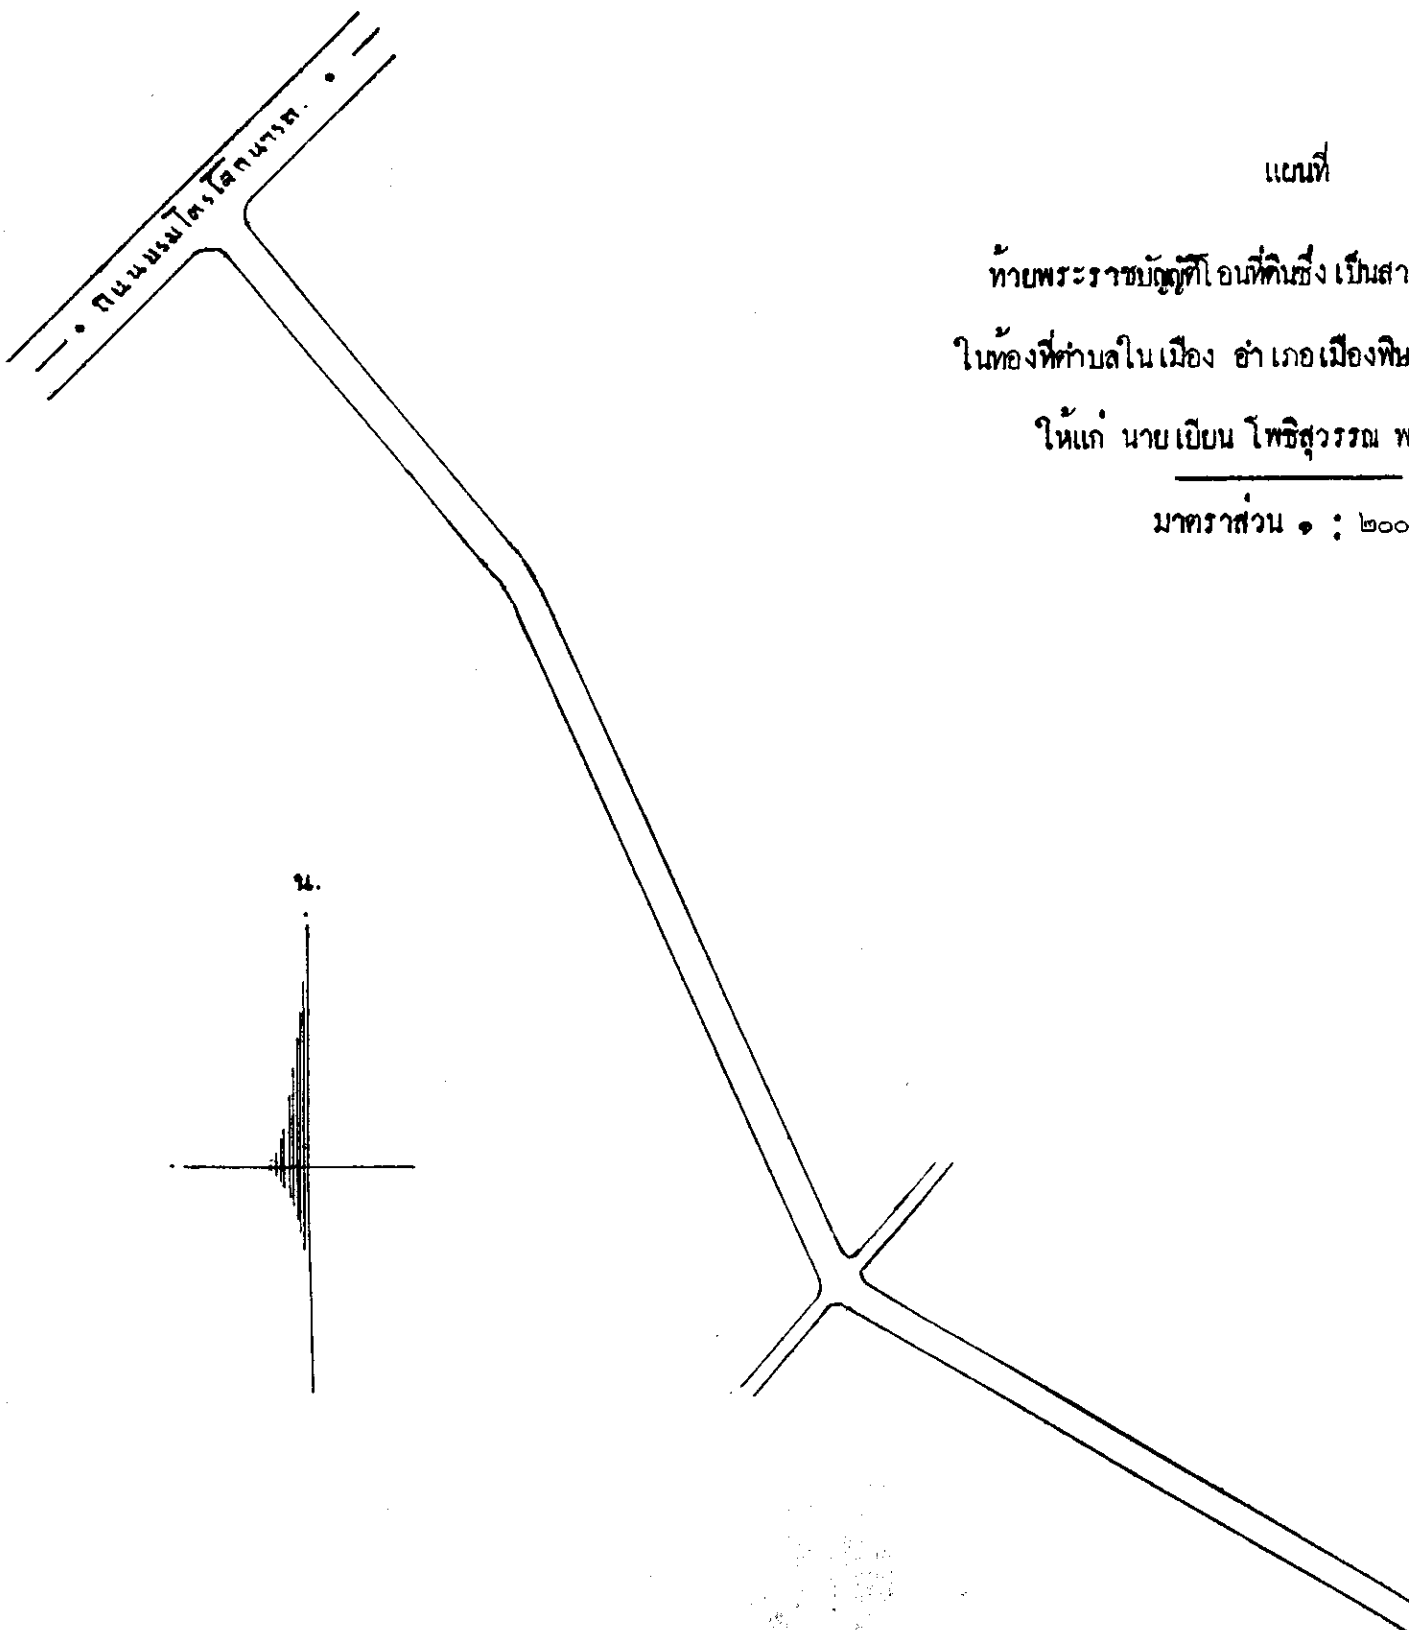 แผนที่
ท้ายพระราชบัญญัติโอนที่ดินซึ่งเป็นสา
ในท้องที่ตำบลในเมือง อำเภอเมืองพิษ
ให้แก่ นายเบียน โพธิสุวรรณ พ
มาตราส่วน ๑ : ๒๐๐
ถนนบรมไตรโลกนารถ.
น.